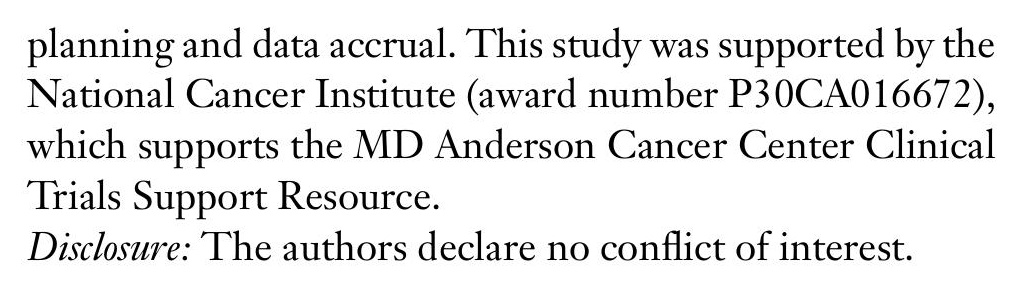 planning and data accrual. This study was supported by the
National Cancer Institute (award number P30CA016672),
which supports the MD Anderson Cancer Center Clinical
Trials Support Resource.
Disclosure: The authors declare no conflict of interest.